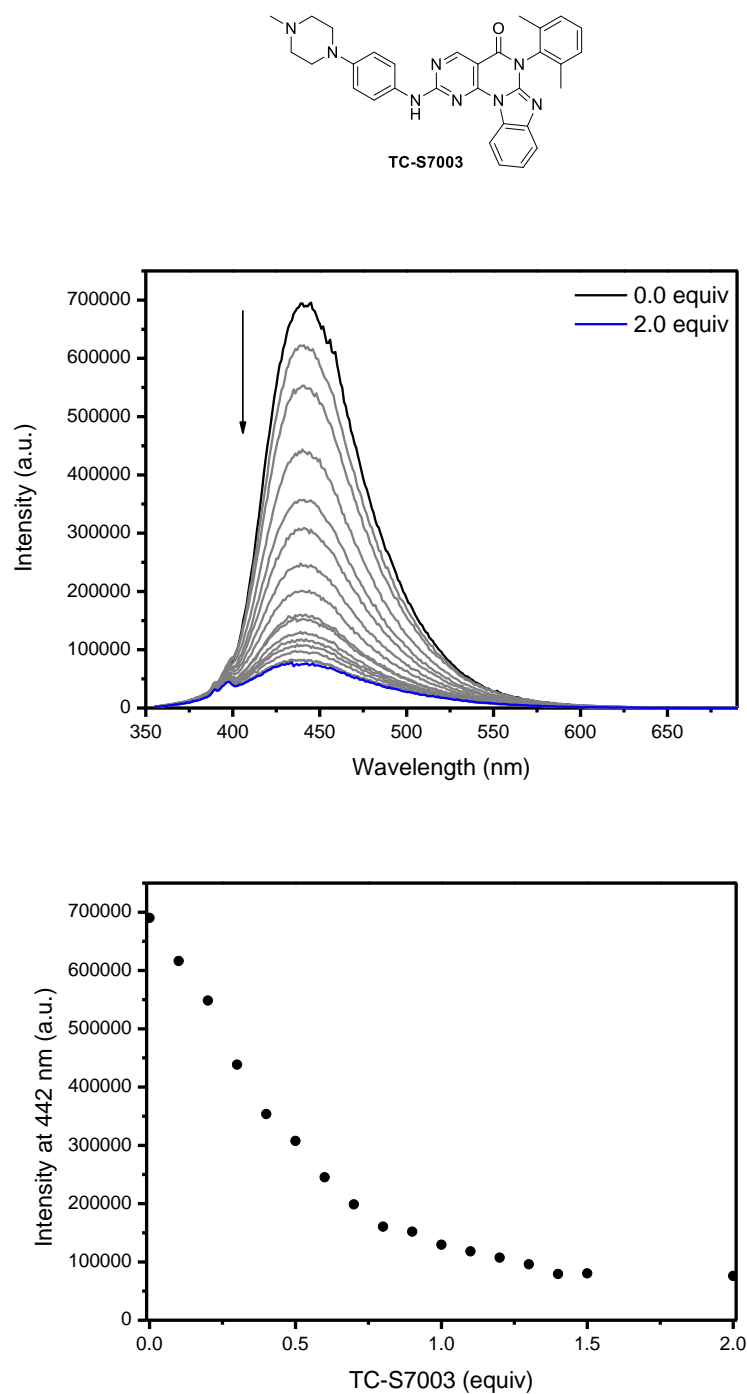 N
N
N
H
N
N
O
N
N
N
TC-S7003
0.0 equiv
2.0 equiv
700000
600000
500000
400000
300000
200000
100000
0
350 400 450 500 550 600 650
Intensity (a.u.)
Wavelength (nm)
700000
600000
500000
400000
300000
200000
100000
0
0.0 0.5 1.0 1.5 2.0
Intensity at 442 nm (a.u.)
TC-S7003 (equiv)